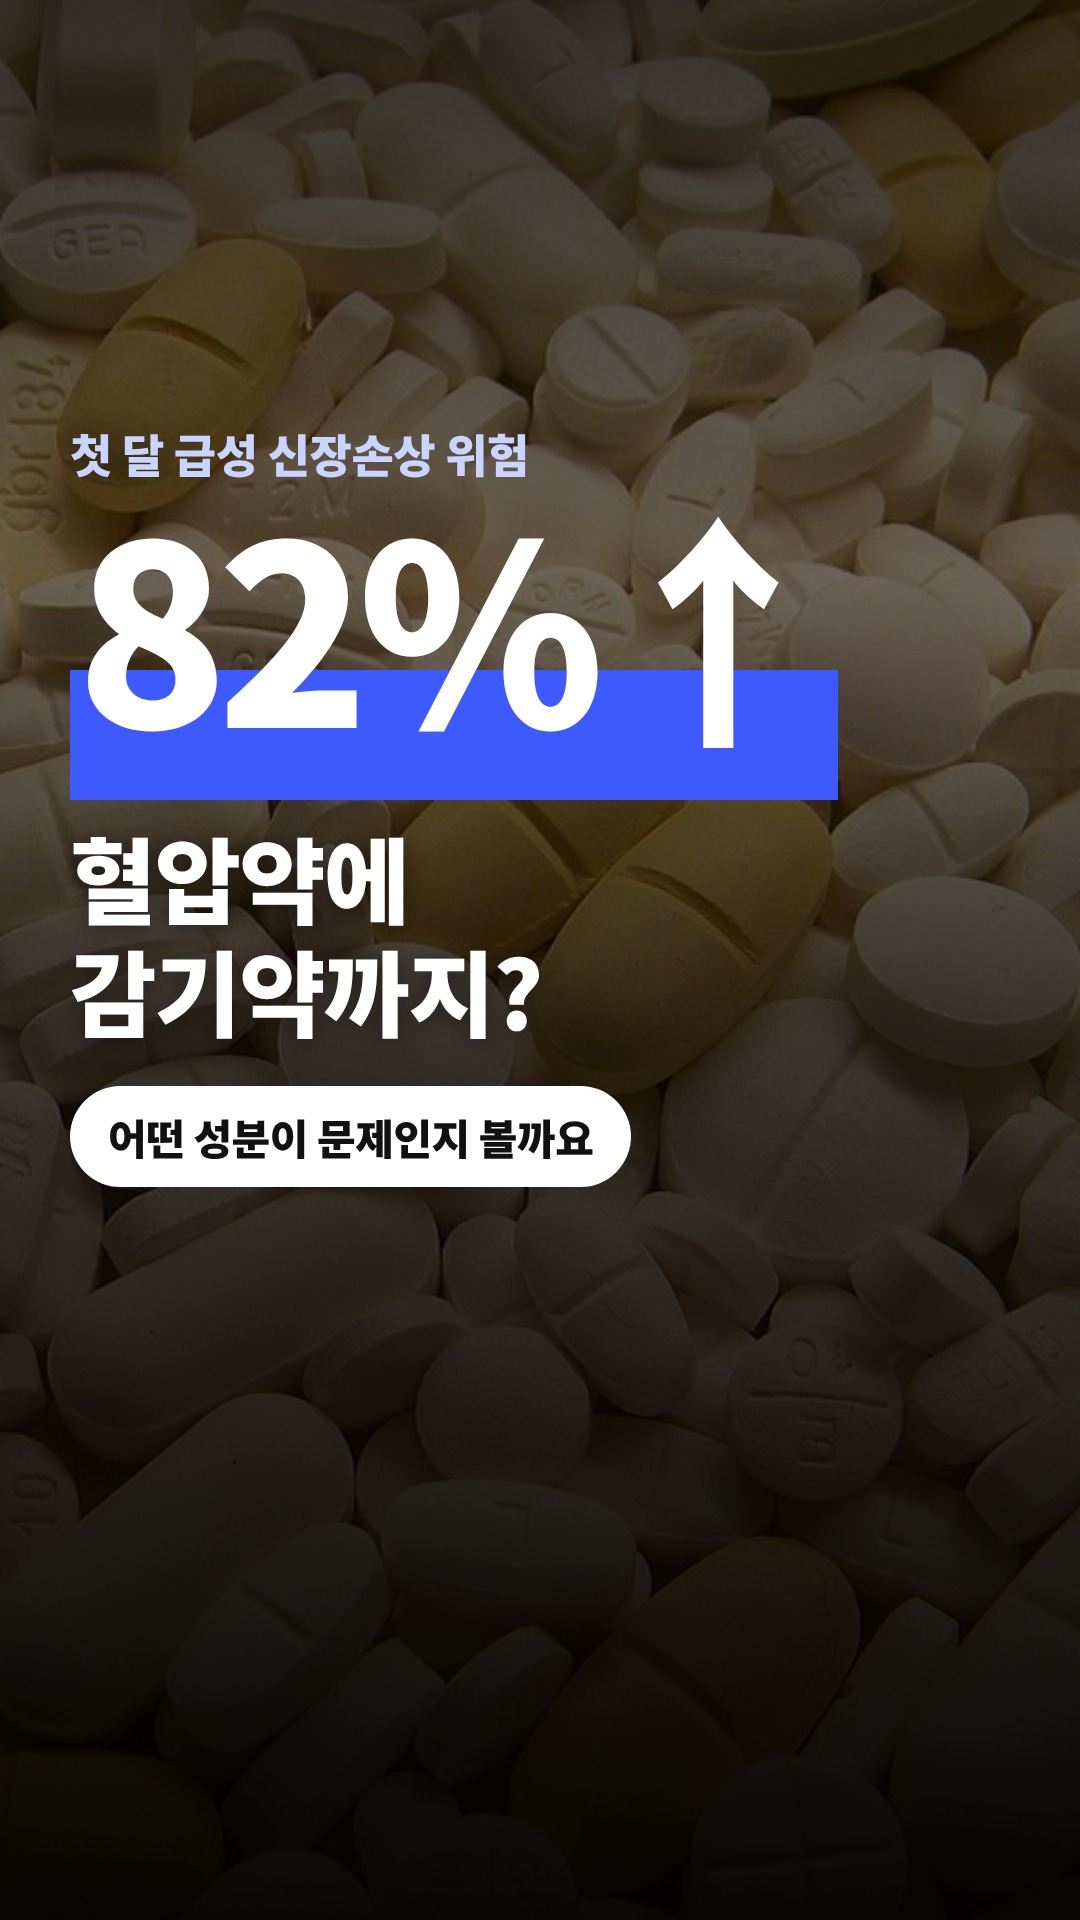 첫 달 급성 신장손상 위험
82%↑
혈압약에
감기약까지?
어떤 성분이 문제인지 볼까요
GEA